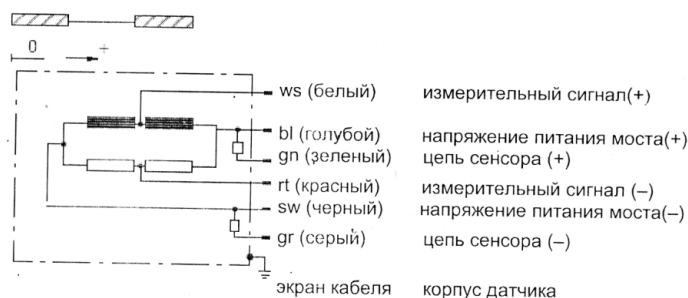 0 +
ws (белый) измерительный сигнал(+)
bl (голубой) напряжение питания моста(+)
gn (зеленый) цепь сенсора (+)
rt (красный) измерительный сигнал (–)
sw (черный) напряжение питания моста(–)
gr (серый) цепь сенсора (–)
экран кабеля корпус датчика